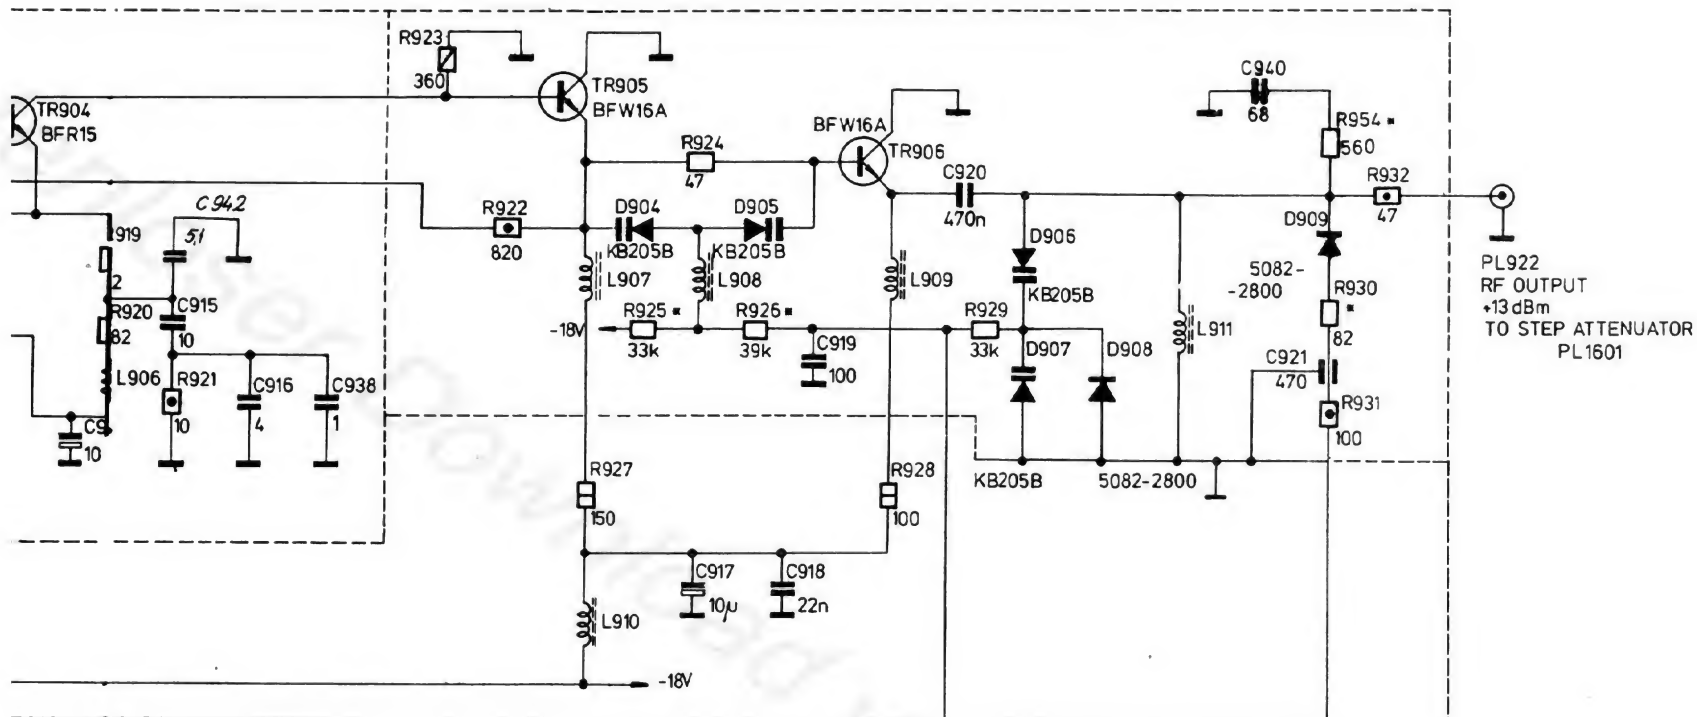 R923
360
TR905
BFW16A
TR904
BFR15
R924
47
BFW16A
TR906
C920
470n
C940
68
R954*
560
R932
47
C942
5,1
R922
820
D904
KB205B
D905
KB205B
L907
L908
L909
D906
KB205B
D909
5082-
-2800
PL922
RF OUTPUT
+13 dBm
TO STEP ATTENUATOR
PL1601
R919
2
C915
10
R920
82
L906
R921
10
C916
4
C938
1
C9
10
-18V
R925*
33k
R926*
39k
C919
100
R929
33k
D907
KB205B
D908
5082-2800
L911
R930
*
82
C921
470
R931
100
R927
150
R928
100
C917
10µ
C918
22n
L910
-18V
download